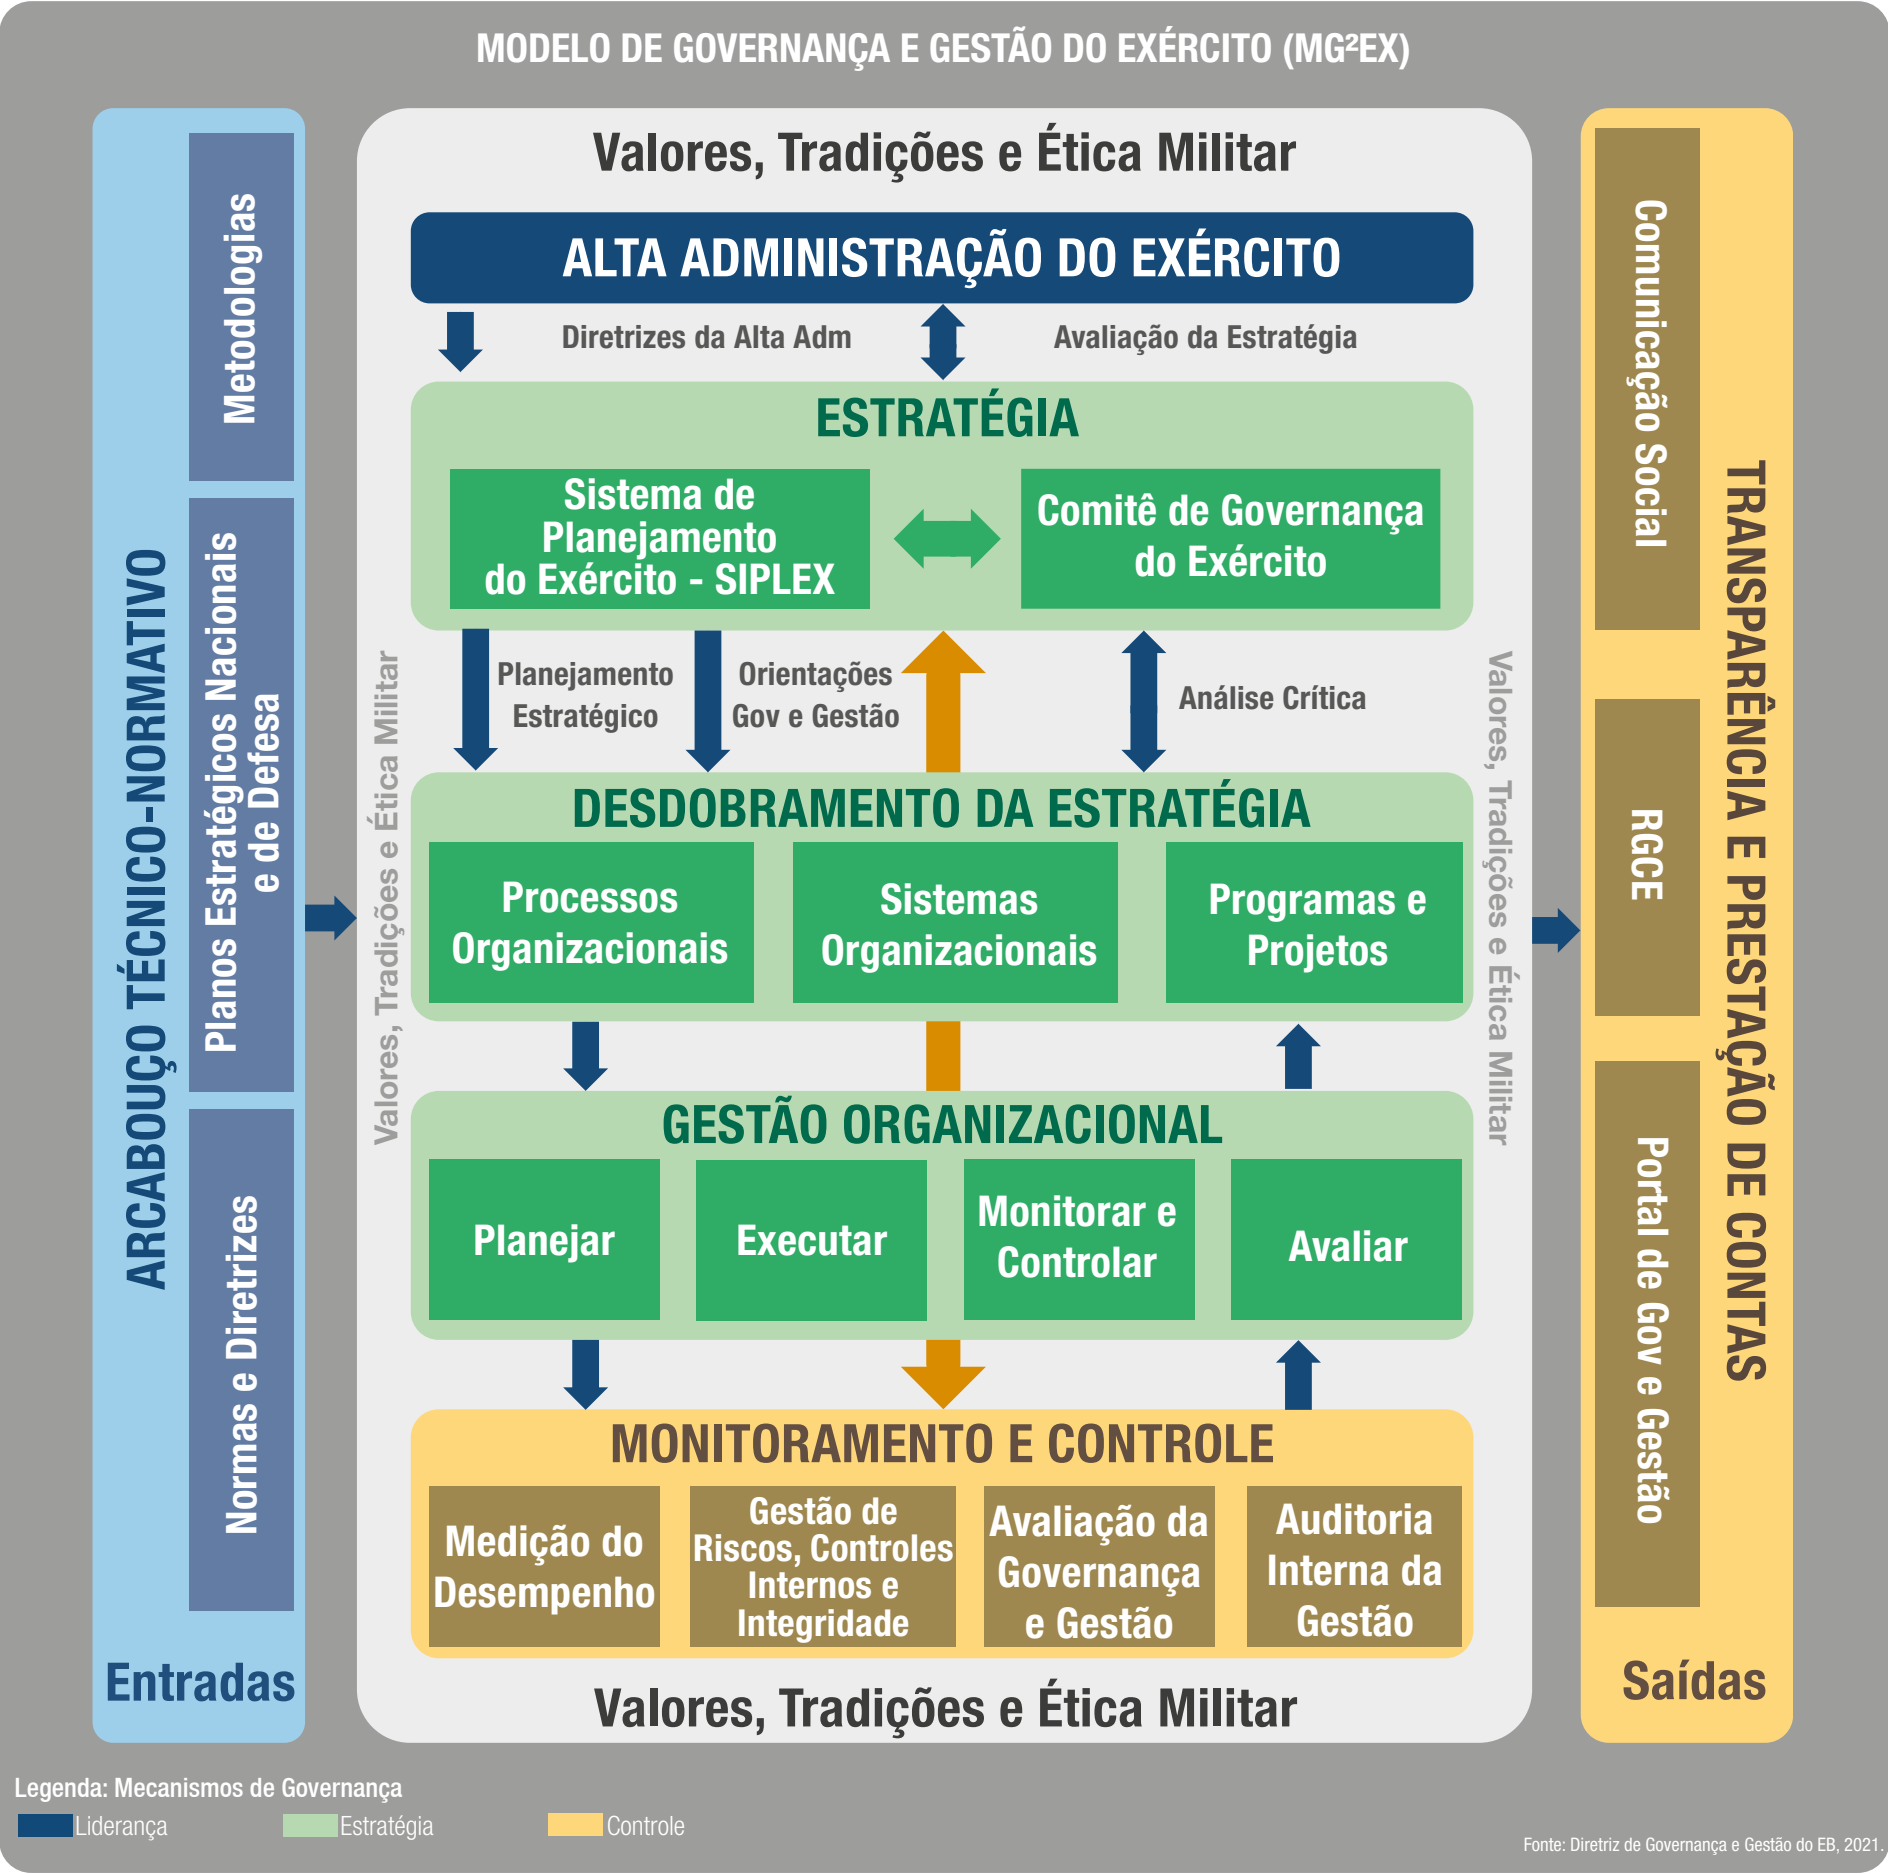 MODELO DE GOVERNANÇA E GESTÃO DO EXÉRCITO (MG²EX)
ARCABOUÇO TÉCNICO-NORMATIVO
Metodologias
Planos Estratégicos Nacionais
e de Defesa
Normas e Diretrizes
Entradas
Valores, Tradições e Ética Militar
Valores, Tradições e Ética Militar
ALTA ADMINISTRAÇÃO DO EXÉRCITO
Diretrizes da Alta Adm
Avaliação da Estratégia
ESTRATÉGIA
Sistema de
Planejamento
do Exército - SIPLEX
Comitê de Governança
do Exército
Planejamento
Estratégico
Orientações
Gov e Gestão
Análise Crítica
DESDOBRAMENTO DA ESTRATÉGIA
Processos
Organizacionais
Sistemas
Organizacionais
Programas e
Projetos
GESTÃO ORGANIZACIONAL
Planejar
Executar
Monitorar e
Controlar
Avaliar
MONITORAMENTO E CONTROLE
Medição do
Desempenho
Gestão de
Riscos, Controles
Internos e
Integridade
Avaliação da
Governança
e Gestão
Auditoria
Interna da
Gestão
Valores, Tradições e Ética Militar
Valores, Tradições e Ética Militar
Comunicação Social
RGCE
Portal de Gov e Gestão
TRANSPARÊNCIA E PRESTAÇÃO DE CONTAS
Saídas
Legenda: Mecanismos de Governança
Liderança
Estratégia
Controle
Fonte: Diretriz de Governança e Gestão do EB, 2021.